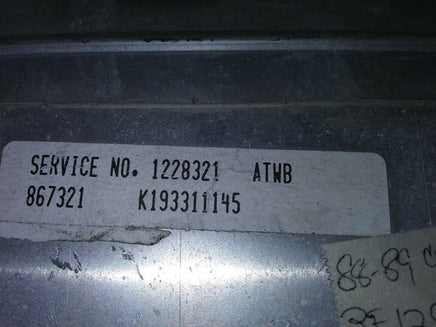 SERVICE NO. 1228321 ATWB
867321 K193311145
88-89